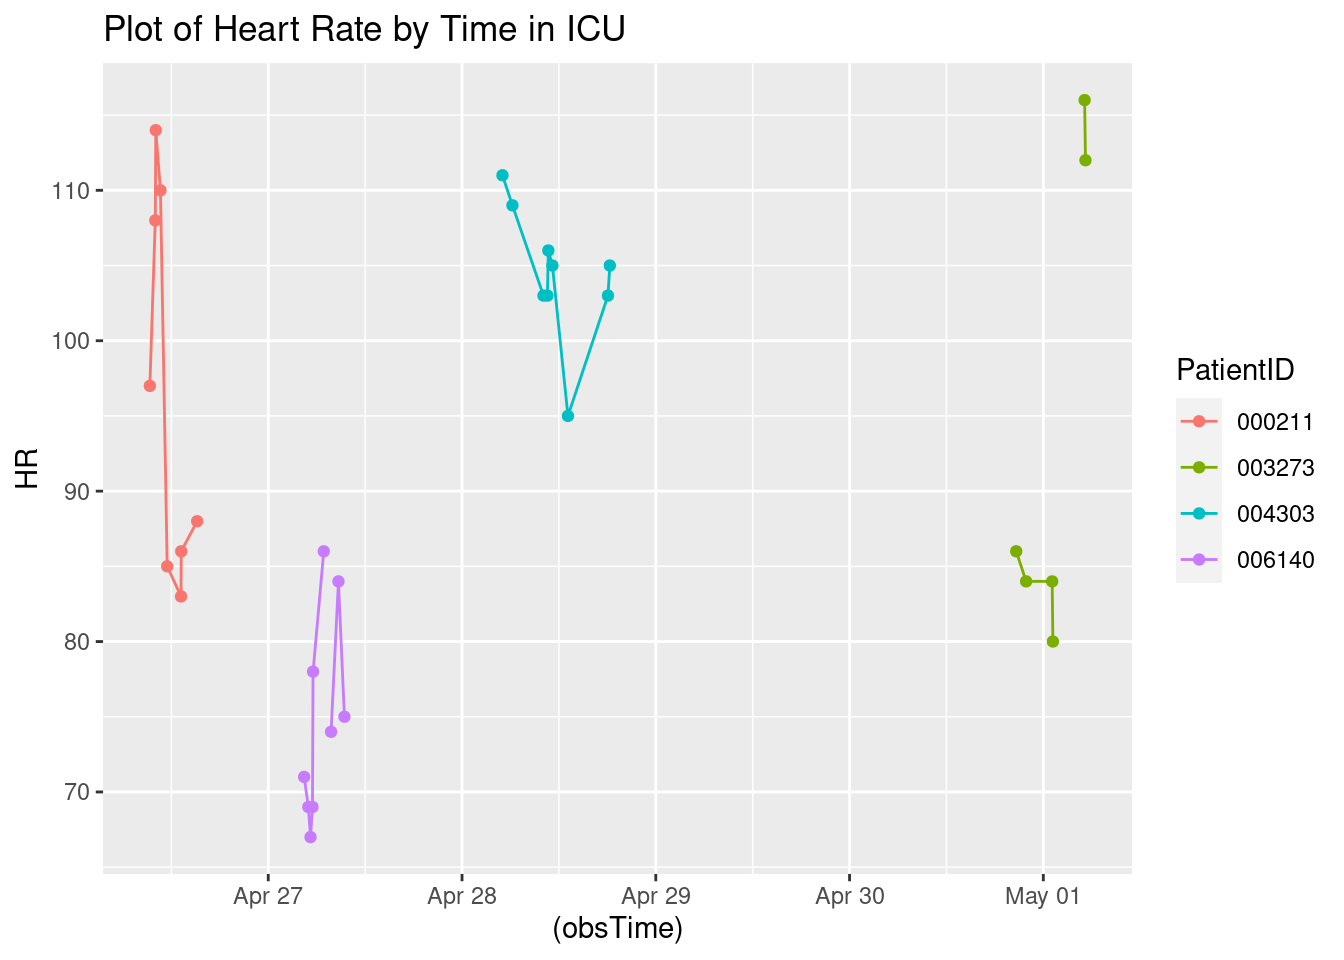 Plot of Heart Rate by Time in ICU
HR
110
100
90
80
70
Apr 27
Apr 28
Apr 29
Apr 30
May 01
(obsTime)
PatientID
000211
003273
004303
006140